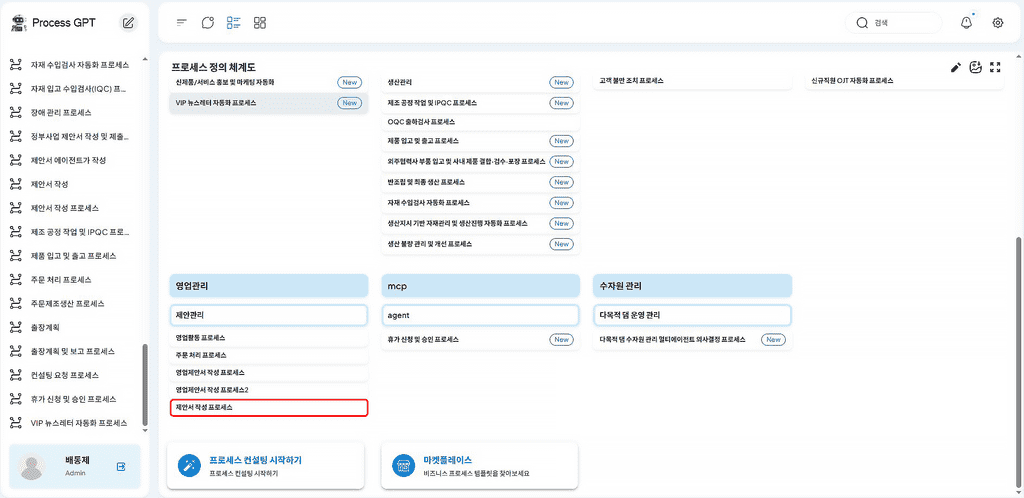 Process GPT
자재 수입검사 자동화 프로세스
자재 입고 수입검사(IQC) 프...
장애 관리 프로세스
정부사업 제안서 작성 및 제출...
제안서 에이전트가 작성
제안서 작성
제안서 작성 프로세스
제조 공정 작업 및 IPQC 프로...
제품 입고 및 출고 프로세스
주문 처리 프로세스
주문제조생산 프로세스
출장계획
출장계획 및 보고 프로세스
컨설팅 요청 프로세스
휴가 신청 및 승인 프로세스
VIP 뉴스레터 자동화 프로세스
배동제
Admin
검색
프로세스 정의 체계도
신제품/서비스 홍보 및 마케팅 자동화 New
VIP 뉴스레터 자동화 프로세스 New
생산관리 New
제조 공정 작업 및 IPQC 프로세스 New
OQC 출하검사 프로세스
제품 입고 및 출고 프로세스 New
외주협력사 부품 입고 및 사내 제품 결합·검수·포장 프로세스 New
반조립 및 최종 생산 프로세스 New
자재 수입검사 자동화 프로세스 New
생산지시 기반 자재관리 및 생산진행 자동화 프로세스 New
생산 불량 관리 및 개선 프로세스 New
고객 불만 조치 프로세스
신규직원 OJT 자동화 프로세스
영업관리
제안관리
영업활동 프로세스
주문 처리 프로세스
영업제안서 작성 프로세스
영업제안서 작성 프로세스2
제안서 작성 프로세스
mcp
agent
휴가 신청 및 승인 프로세스 New
수자원 관리
다목적 댐 운영 관리
다목적 댐 수자원 관리 멀티에이전트 의사결정 프로세스 New
프로세스 컨설팅 시작하기
프로세스 컨설팅 시작하기
마켓플레이스
비즈니스 프로세스 템플릿을 찾아보세요